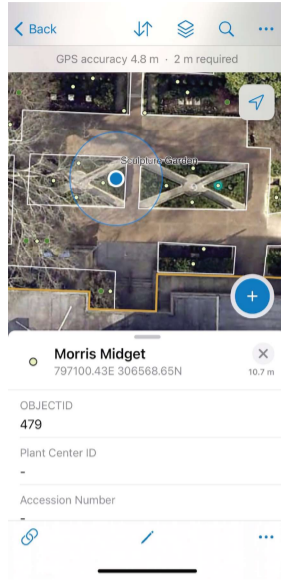 Back
GPS accuracy 4.8 m · 2 m required
Sculpture Garden
Morris Midget
797100.43E 306568.65N
10.7 m
OBJECTID
479
Plant Center ID
-
Accession Number
-